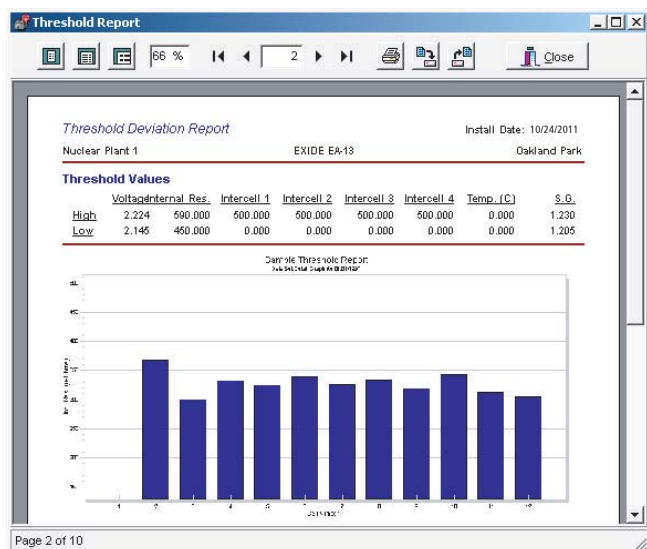 Threshold Report
66 %
2
Close
Threshold Deviation Report
Install Date: 10/24/2011
Nuclear Plant 1
EXIDE EA-13
Oakland Park
Threshold Values
Voltage Internal Res. Intercell 1 Intercell 2 Intercell 3 Intercell 4 Temp. (C) S.G.
High 2.224 590.000 500.000 500.000 500.000 500.000 0.000 1.230
Low 2.145 450.000 0.000 0.000 0.000 0.000 0.000 1.205
Sample Threshold Report
Page 2 of 10